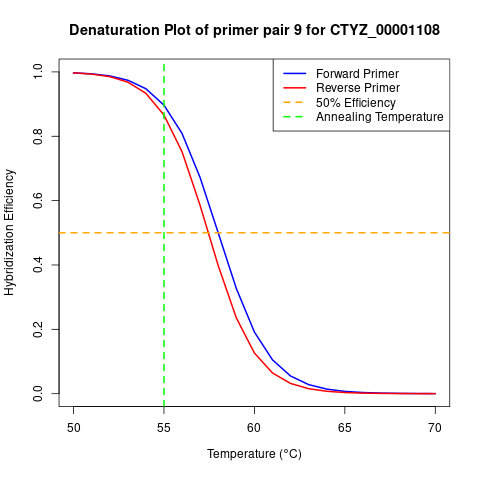 Denaturation Plot of primer pair 9 for CTYZ_00001108
Forward Primer
Reverse Primer
50% Efficiency
Annealing Temperature
Hybridization Efficiency
1.0
0.8
0.6
0.4
0.2
0.0
50
55
60
65
70
Temperature (°C)